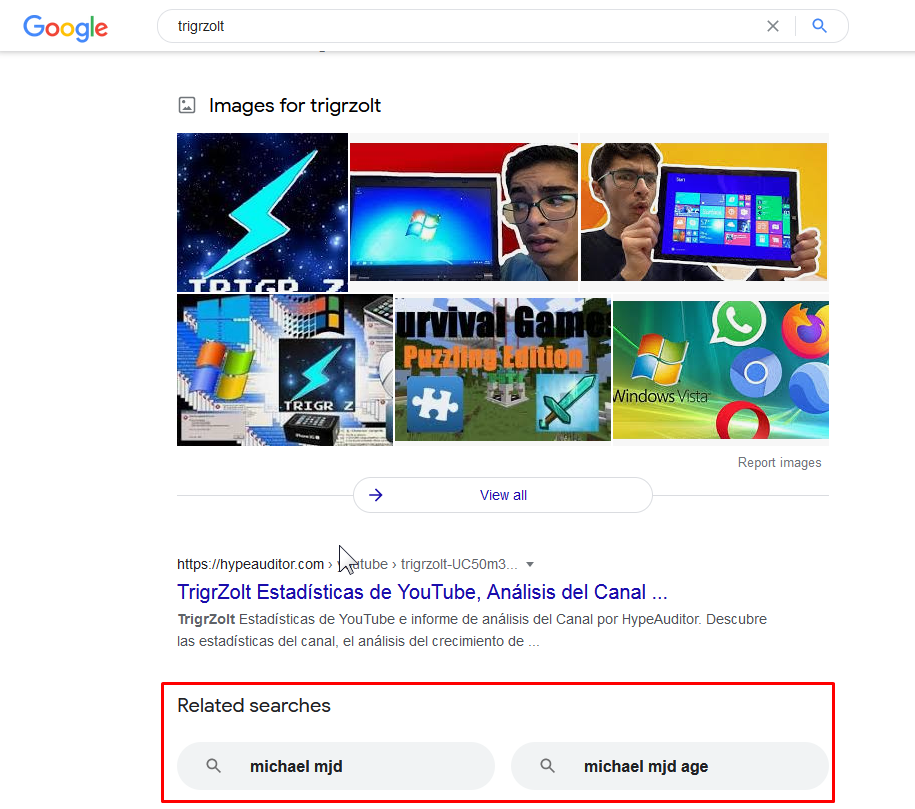 Google
trigrzolt
Images for trigrzolt
TRIGR Z
Start
urvival Game
Puzzling Edition
TRIGR Z
Windows Vista
Report images
View all
https://hypeauditor.com › › trigrzolt-UC50m3...
TrigrZolt Estadísticas de YouTube, Análisis del Canal ...
TrigrZolt Estadísticas de YouTube e informe de análisis del Canal por HypeAuditor. Descubre
las estadísticas del canal, el análisis del crecimiento de ...
Related searches
michael mjd
michael mjd age